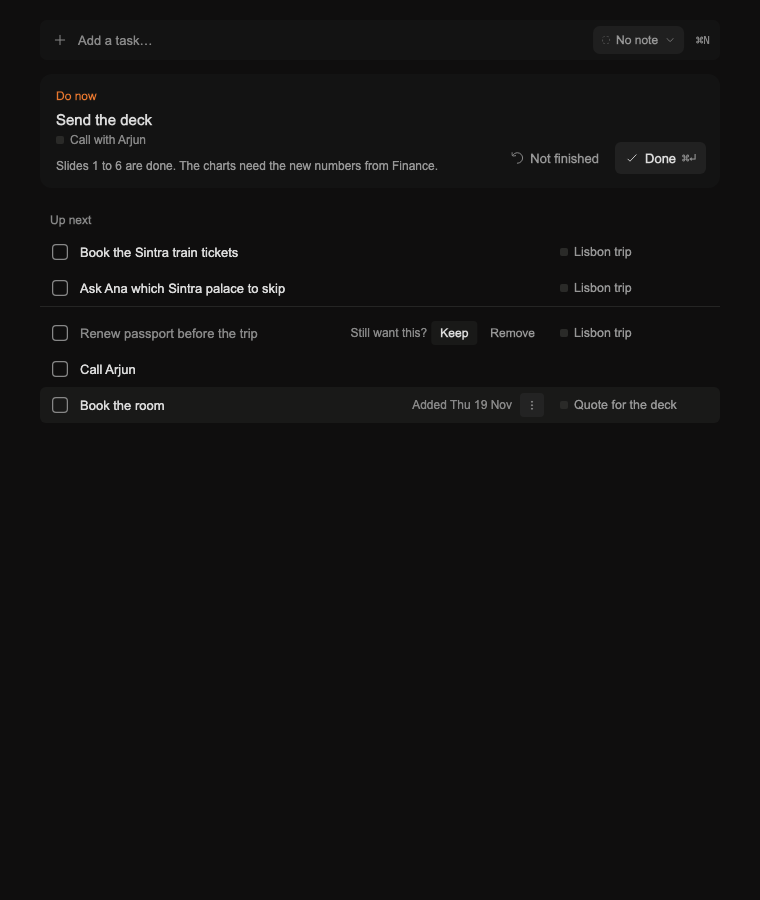 Add a task…
No note
⌘N
Do now
Send the deck
Call with Arjun
Slides 1 to 6 are done. The charts need the new numbers from Finance.
Not finished
Done ⌘↵
Up next
Book the Sintra train tickets
Lisbon trip
Ask Ana which Sintra palace to skip
Lisbon trip
Renew passport before the trip
Still want this?
Keep
Remove
Lisbon trip
Call Arjun
Book the room
Added Thu 19 Nov
Quote for the deck